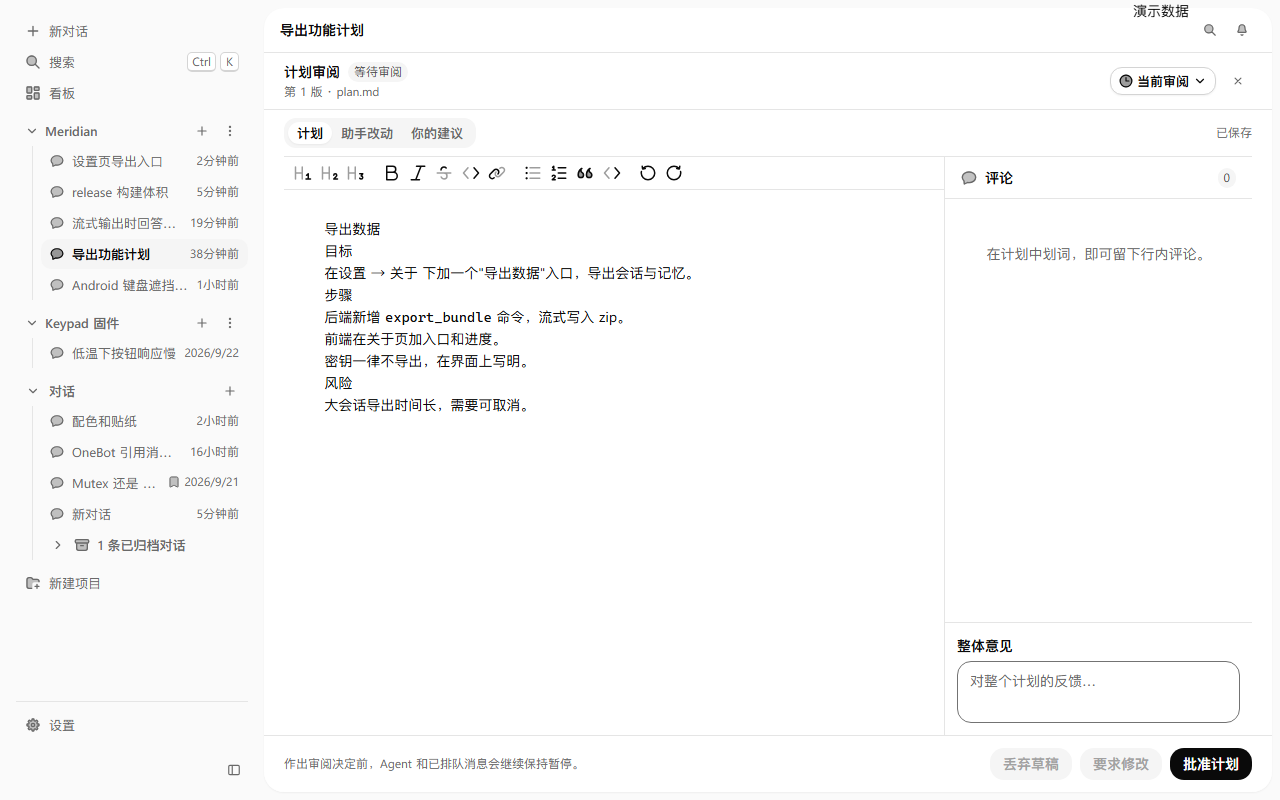 新对话
搜索 Ctrl K
看板
Meridian
设置页导出入口 2分钟前
release 构建体积 5分钟前
流式输出时回答… 19分钟前
导出功能计划 38分钟前
Android 键盘遮挡… 1小时前
Keypad 固件
低温下按钮响应慢 2026/9/22
对话
配色和贴纸 2小时前
OneBot 引用消… 16小时前
Mutex 还是 … 2026/9/21
新对话 5分钟前
1 条已归档对话
新建项目
设置
演示数据
导出功能计划
计划审阅 等待审阅
第 1 版 · plan.md
当前审阅
计划 助手改动 你的建议
已保存
H1 H2 H3
导出数据
目标
在设置 → 关于 下加一个"导出数据"入口，导出会话与记忆。
步骤
后端新增 export_bundle 命令，流式写入 zip。
前端在关于页加入口和进度。
密钥一律不导出，在界面上写明。
风险
大会话导出时间长，需要可取消。
评论 0
在计划中划词，即可留下行内评论。
整体意见
对整个计划的反馈…
作出审阅决定前，Agent 和已排队消息会继续保持暂停。
丢弃草稿 要求修改 批准计划